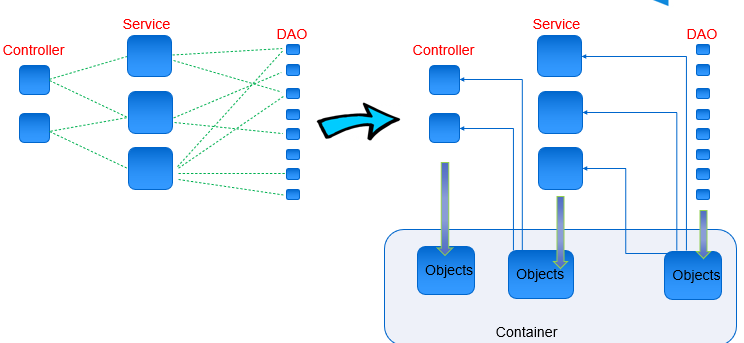 Service
DAO
Controller
Service
DAO
Controller
Objects
Objects
Objects
Container